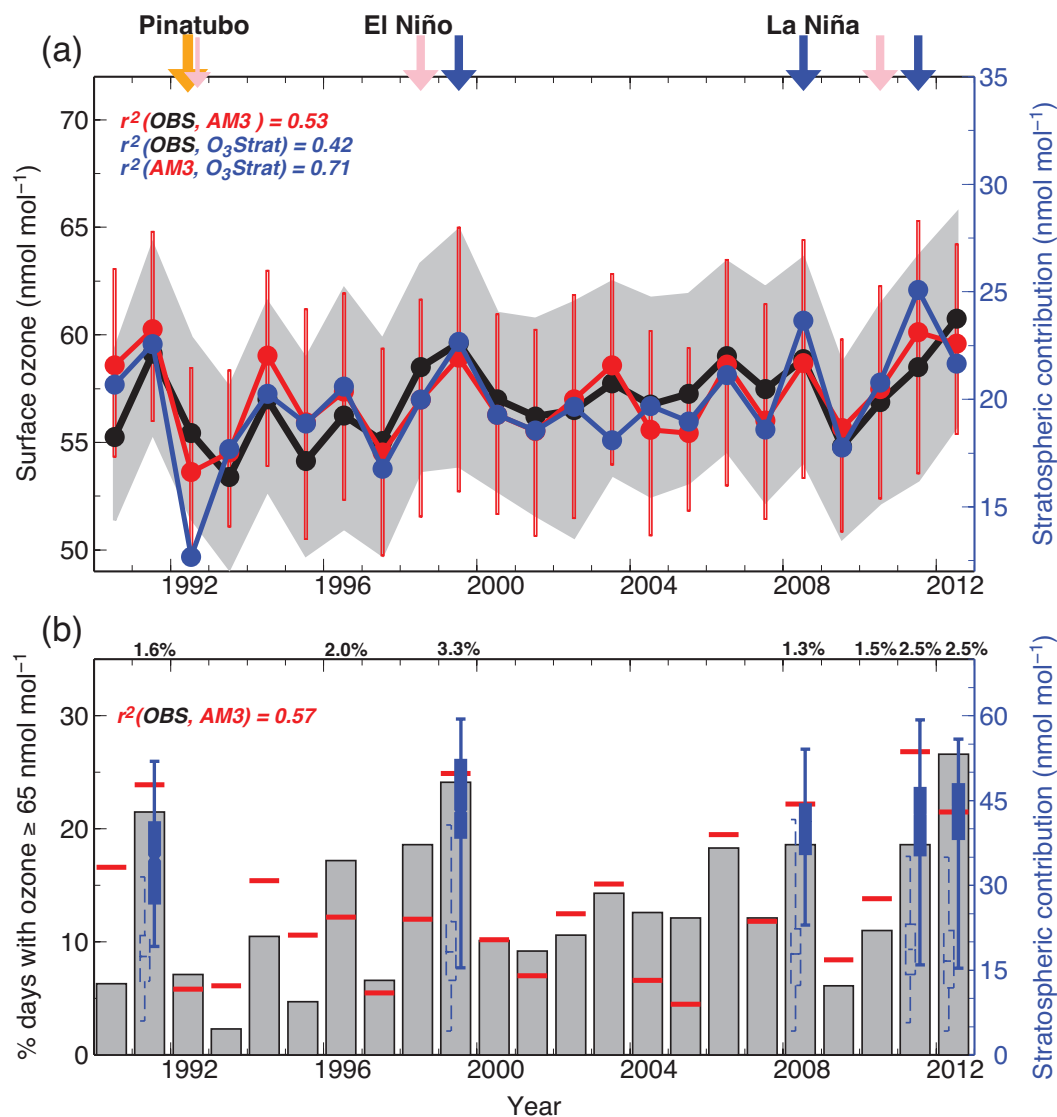 Pinatubo El Niño La Niña
(a)
r²(OBS, AM3 ) = 0.53
r²(OBS, O₃Strat) = 0.42
r²(AM3, O₃Strat) = 0.71
Surface ozone (nmol mol⁻¹)
70
65
60
55
50
Stratospheric contribution (nmol mol⁻¹)
35
31
27
23
19
15
1992 1996 2000 2004 2008 2012
(b)
1.6% 2.0% 3.3% 1.3% 1.5% 2.5% 2.5%
r²(OBS, AM3) = 0.57
% days with ozone ≥ 65 nmol mol⁻¹
30
20
10
0
Stratospheric contribution (nmol mol⁻¹)
60
45
30
15
0
1992 1996 2000 2004 2008 2012
Year